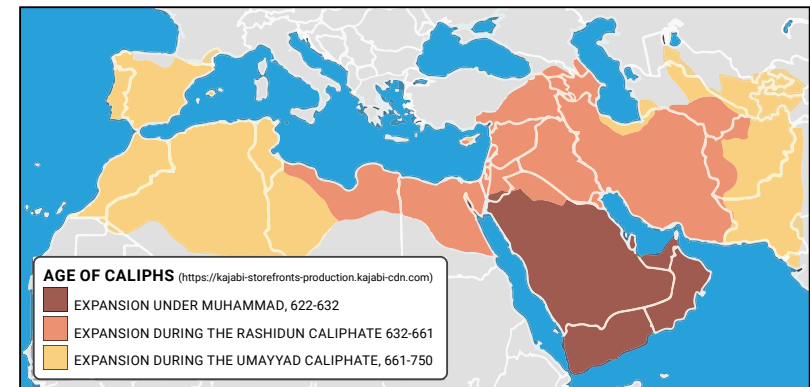 AGE OF CALIPHS (https://kajabi-storefronts-production.kajabi-cdn.com)
EXPANSION UNDER MUHAMMAD, 622-632
EXPANSION DURING THE RASHIDUN CALIPHATE 632-661
EXPANSION DURING THE UMAYYAD CALIPHATE, 661-750